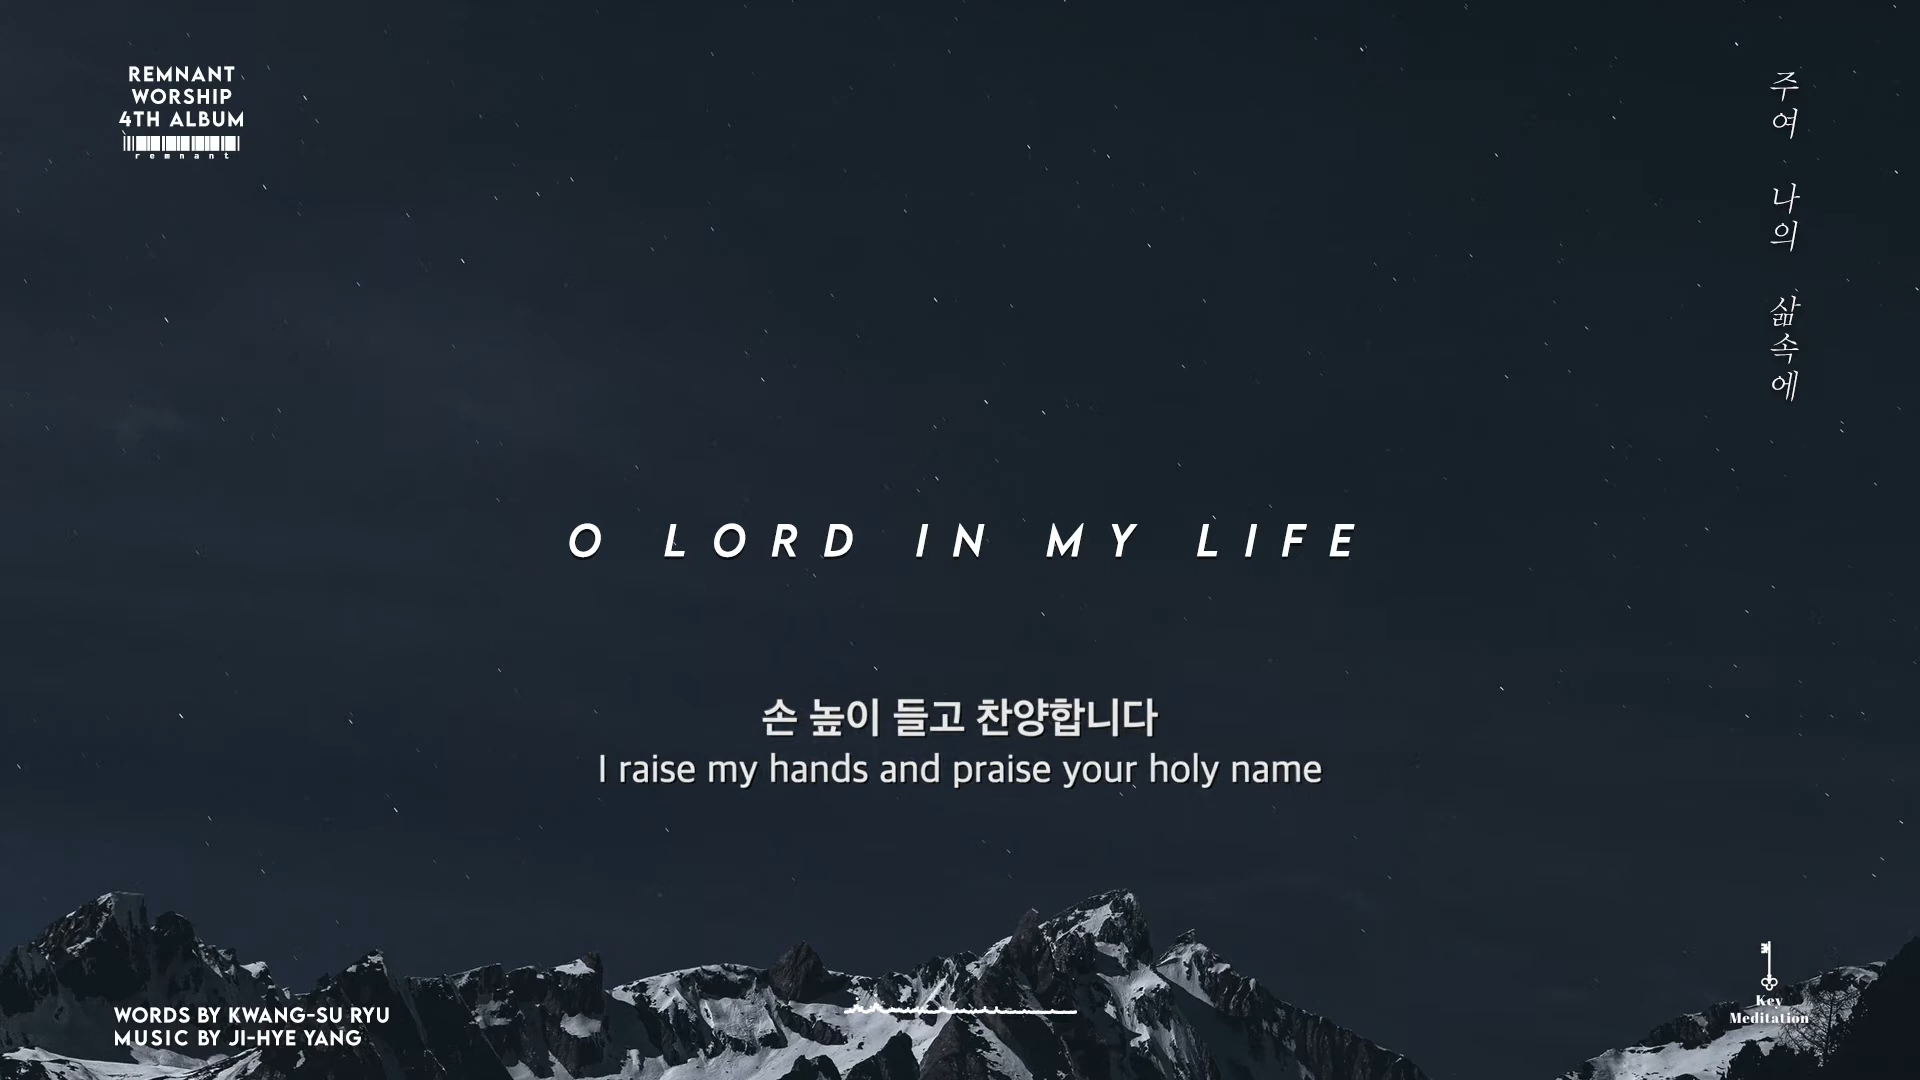 REMNANT
WORSHIP
4TH ALBUM
remnant
주여 나의 삶속에
O LORD IN MY LIFE
손 높이 들고 찬양합니다
I raise my hands and praise your holy name
WORDS BY KWANG-SU RYU
MUSIC BY JI-HYE YANG
Key
Meditation